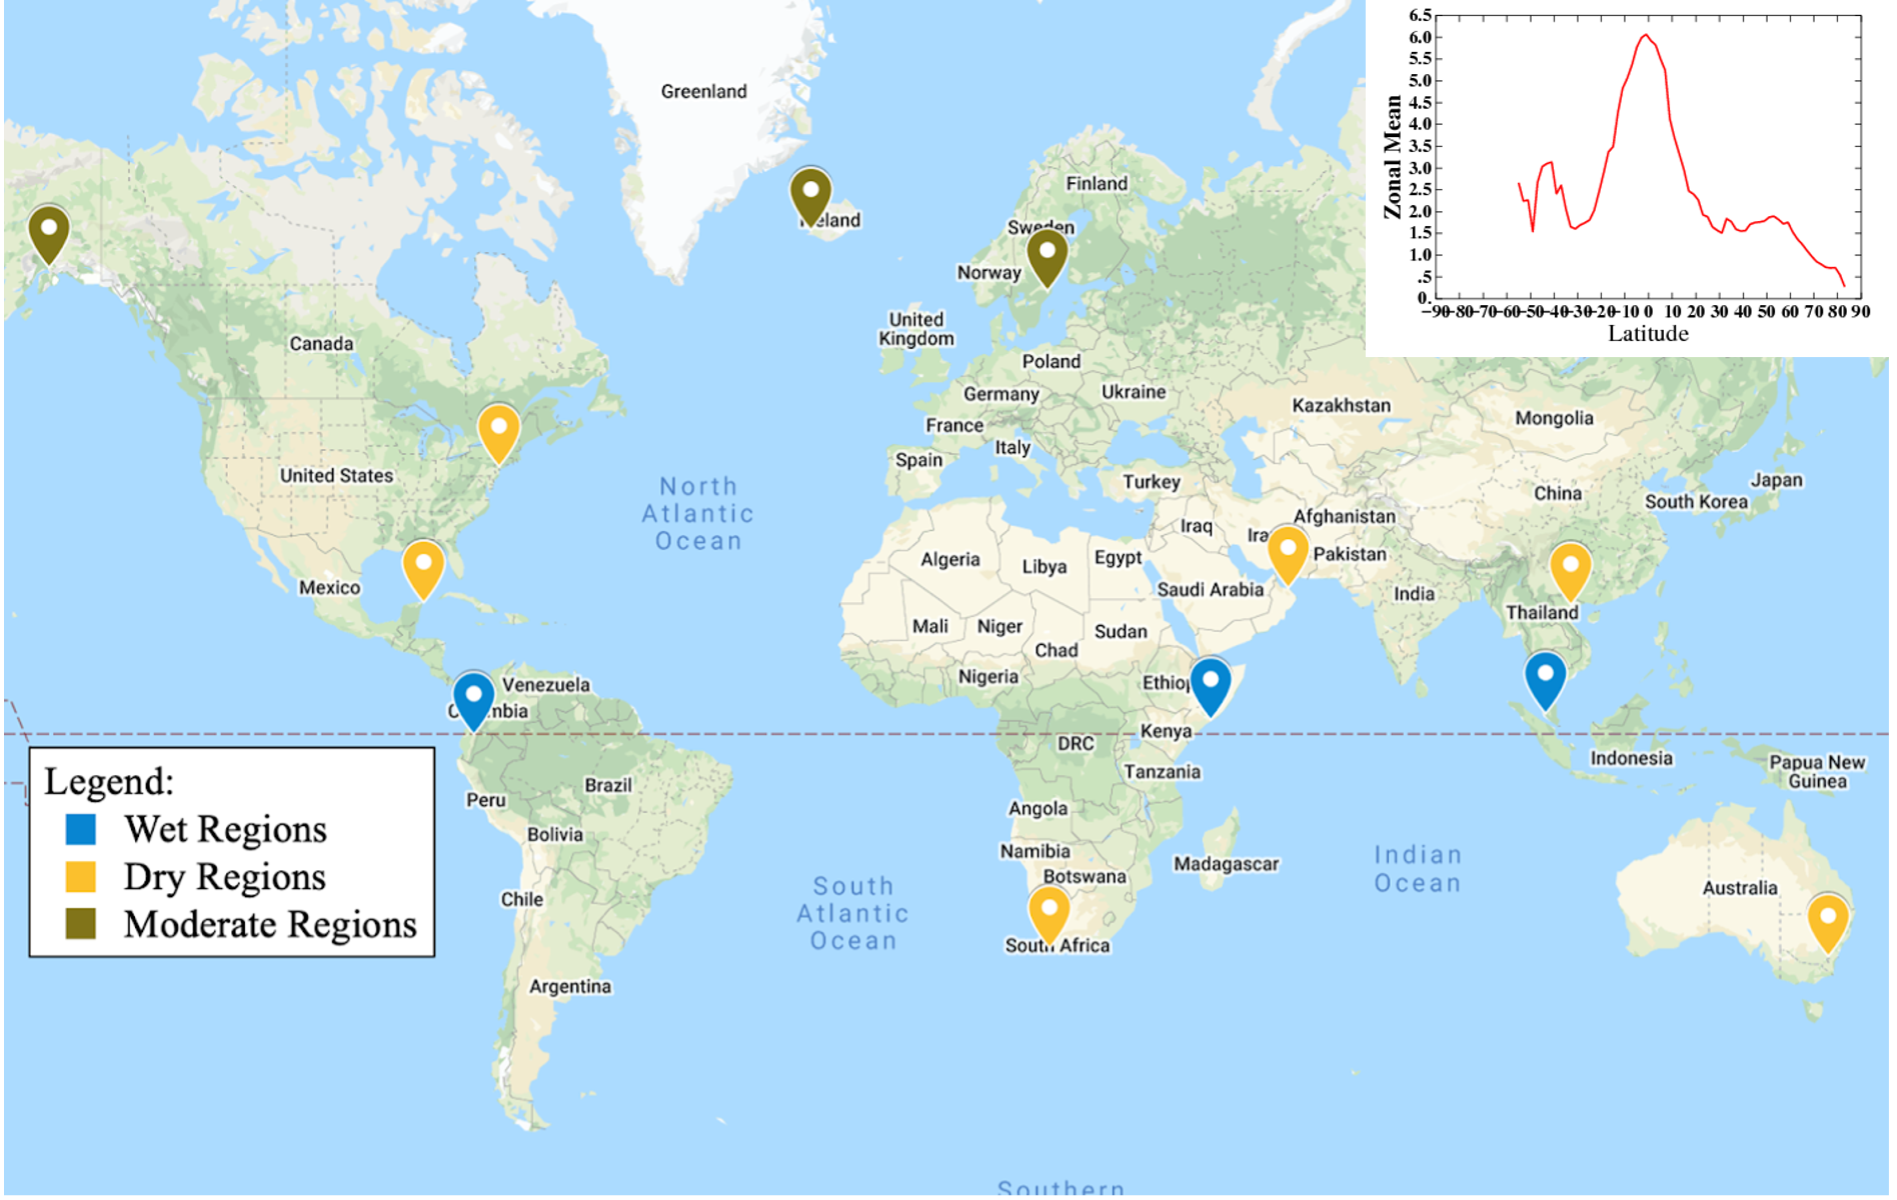 6.5
6.0
5.5
5.0
4.5
4.0
3.5
3.0
2.5
2.0
1.5
1.0
.5
0.
Zonal Mean
−90 −80 −70 −60 −50 −40 −30 −20 −10 0 10 20 30 40 50 60 70 80 90
Latitude
Greenland
Finland
Iceland
Sweden
Norway
United
Kingdom
Canada
Poland
Germany
Ukraine
Kazakhstan
Mongolia
France
Italy
Spain
United States
Turkey
Japan
China
South Korea
North
Atlantic
Ocean
Afghanistan
Iraq
Ira
Pakistan
Algeria
Libya
Egypt
Mexico
Saudi Arabia
India
Thailand
Mali
Niger
Sudan
Chad
Nigeria
Ethiop
Venezuela
C mbia
Kenya
DRC
Indonesia
Papua New
Guinea
Tanzania
Brazil
Peru
Angola
Bolivia
Namibia
Madagascar
Botswana
Indian
Ocean
Australia
South
Atlantic
Ocean
Chile
South Africa
Argentina
Southern
Legend:
Wet Regions
Dry Regions
Moderate Regions